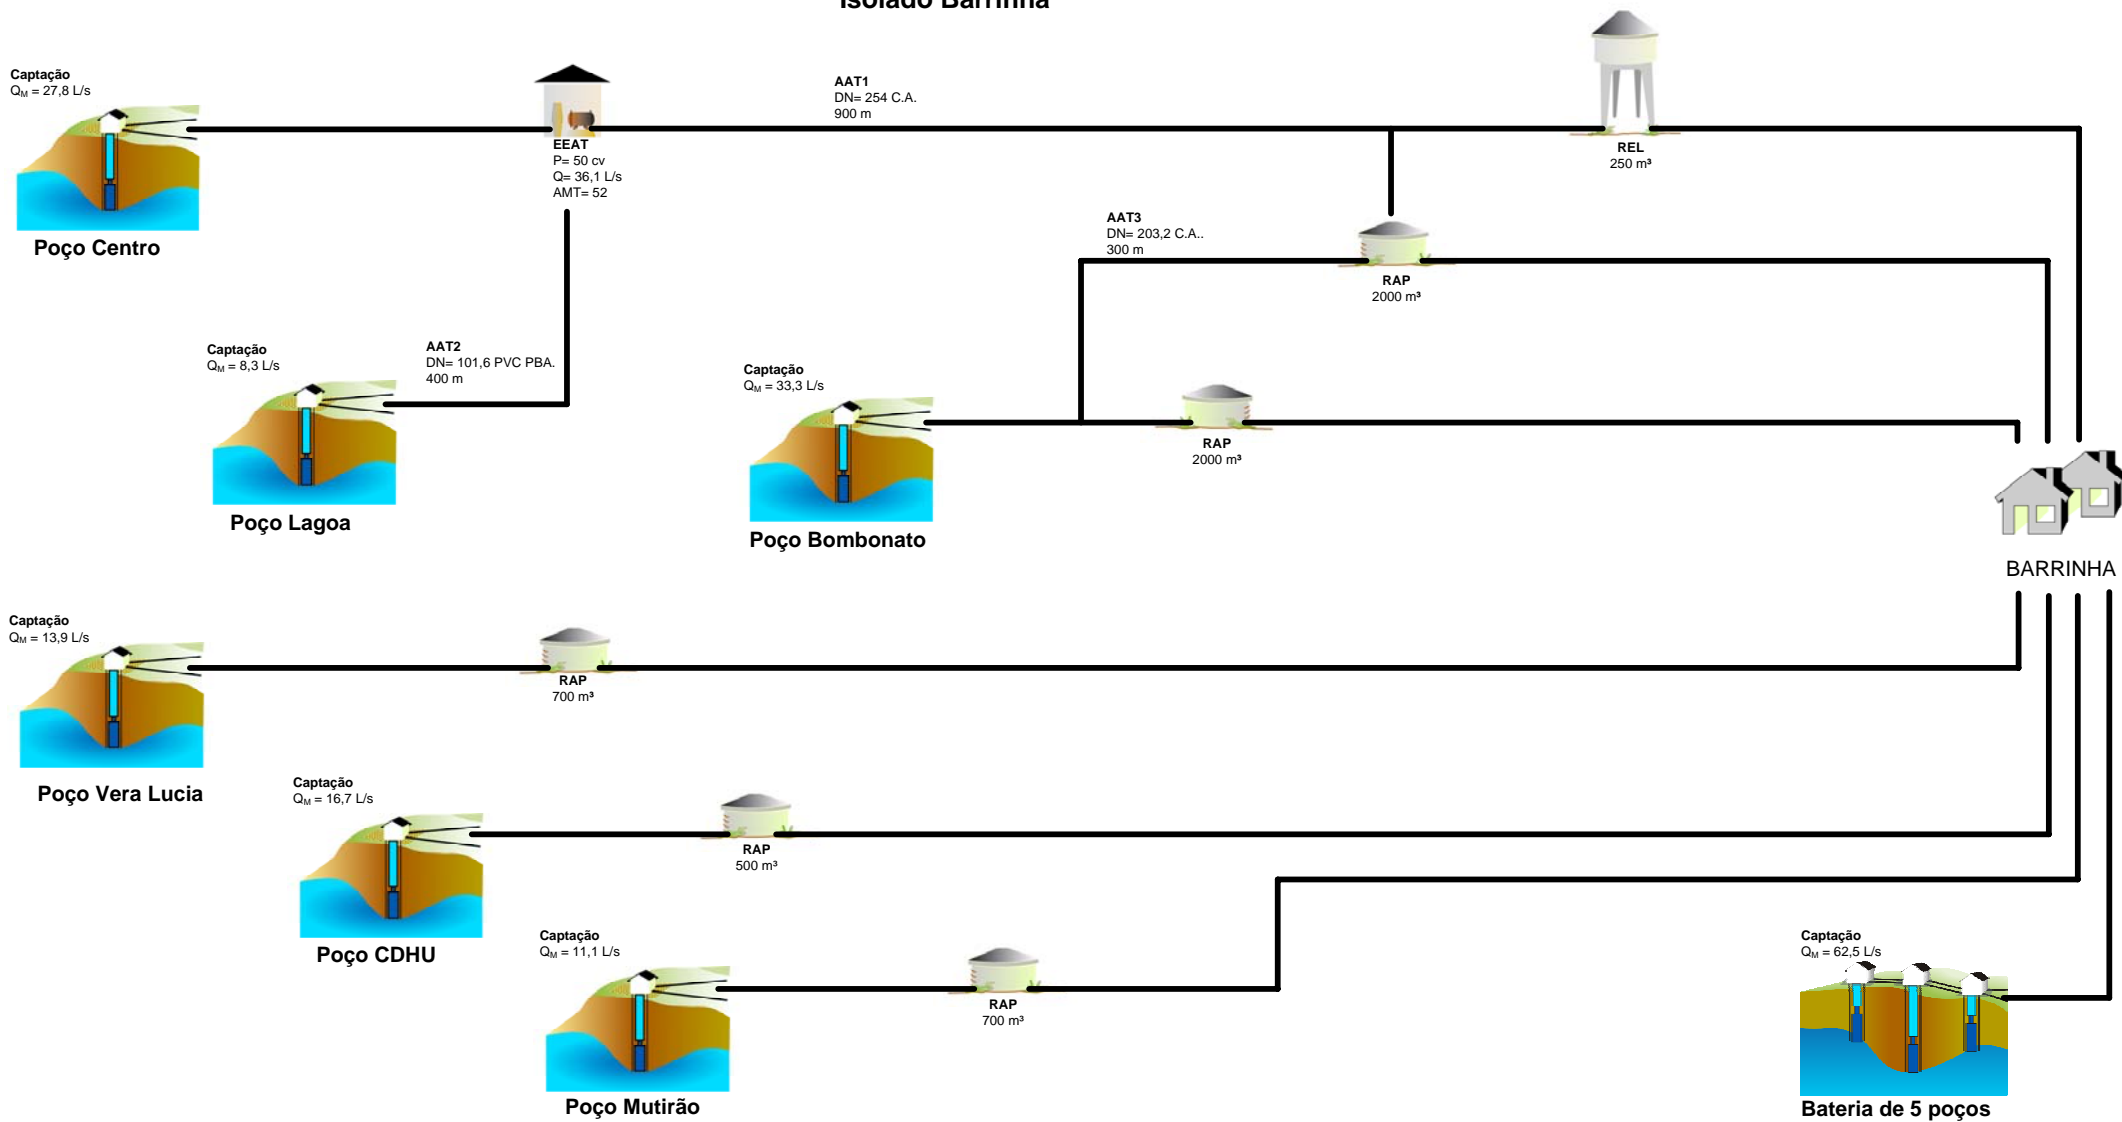 Isolado Barrinha
Captação
QM = 27,8 L/s
Poço Centro
EEAT
P= 50 cv
Q= 36,1 L/s
AMT= 52
AAT1
DN= 254 C.A.
900 m
REL
250 m³
AAT3
DN= 203,2 C.A..
300 m
RAP
2000 m³
Captação
QM = 8,3 L/s
Poço Lagoa
AAT2
DN= 101,6 PVC PBA.
400 m
Captação
QM = 33,3 L/s
Poço Bombonato
RAP
2000 m³
BARRINHA
Captação
QM = 13,9 L/s
Poço Vera Lucia
RAP
700 m³
Captação
QM = 16,7 L/s
Poço CDHU
RAP
500 m³
Captação
QM = 11,1 L/s
Poço Mutirão
RAP
700 m³
Captação
QM = 62,5 L/s
Bateria de 5 poços